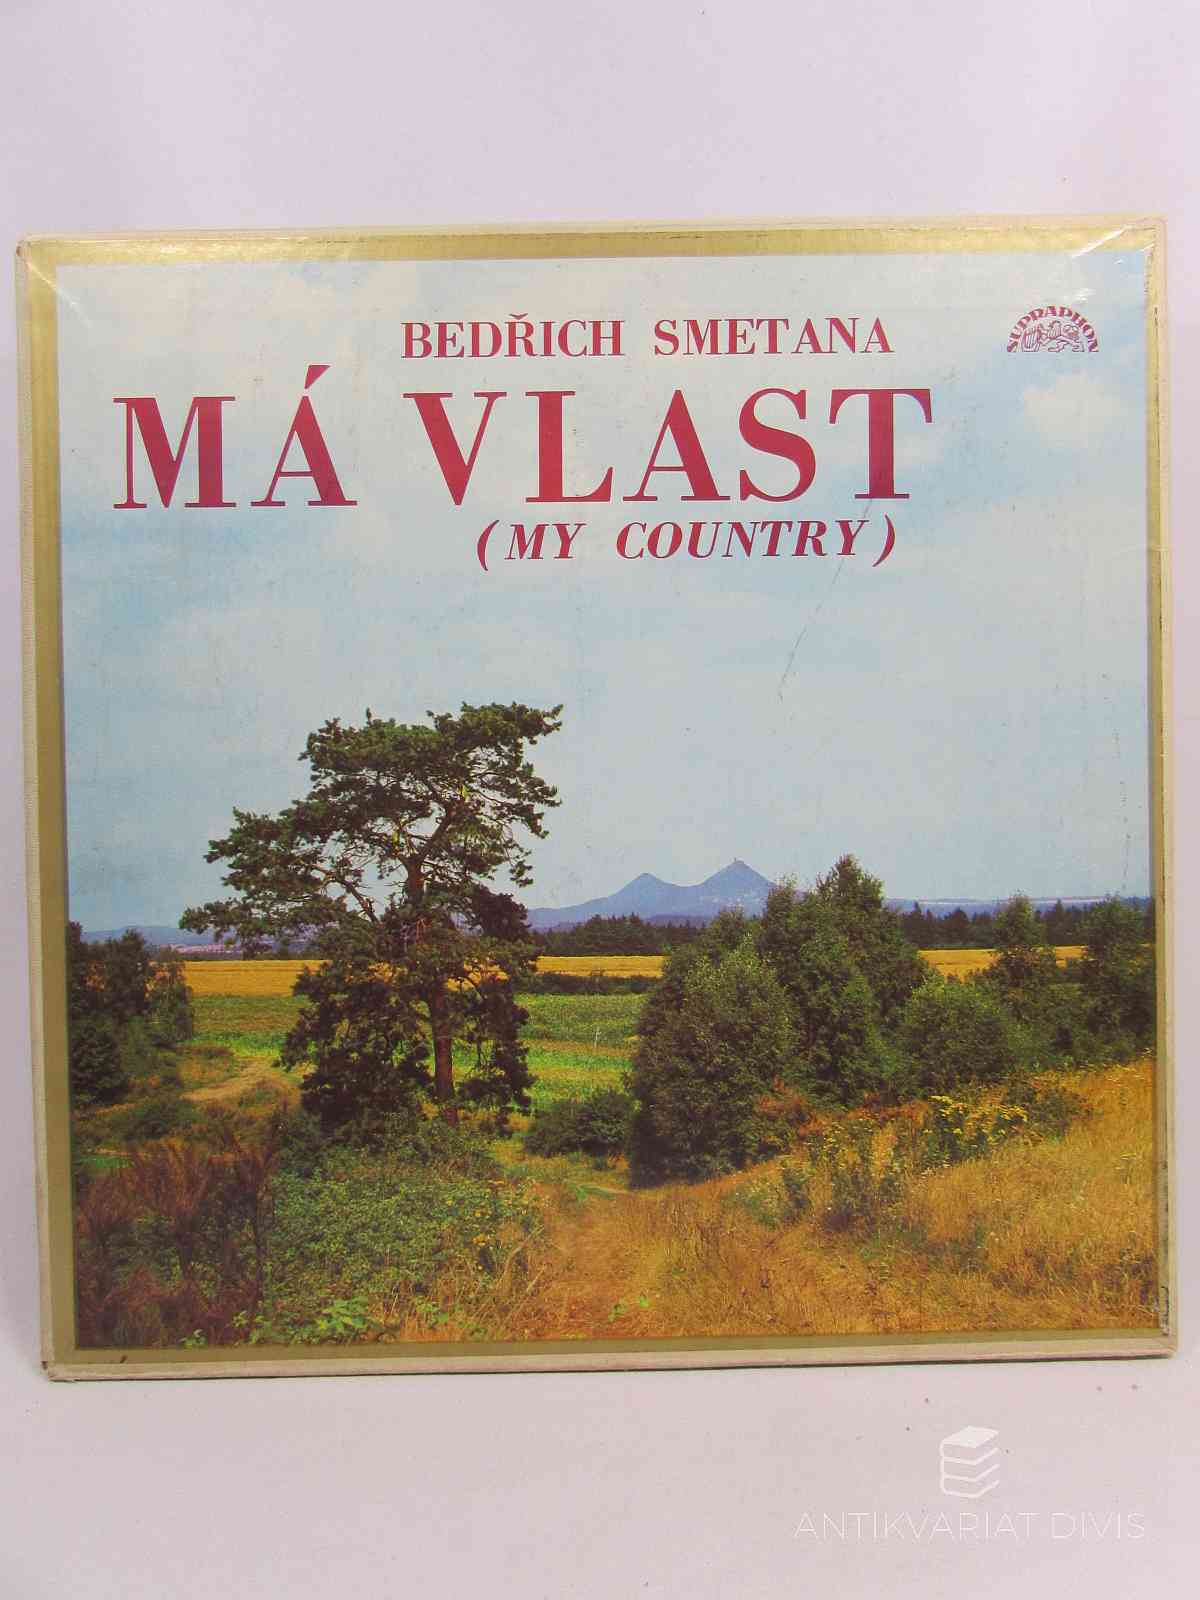 BEDŘICH SMETANA
SUPRAPHON
MÁ VLAST
(MY COUNTRY)
ANTIKVARIAT DIVIS